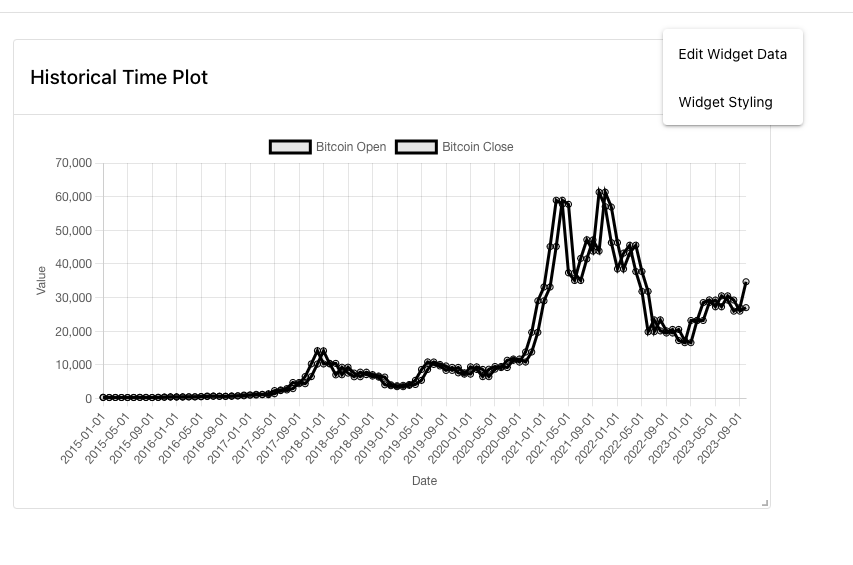 Edit Widget Data
Historical Time Plot
Widget Styling
Bitcoin Open Bitcoin Close
70,000
60,000
50,000
40,000
30,000
20,000
10,000
0
Value
2015-01-01 2015-05-01 2015-09-01 2016-01-01 2016-05-01 2016-09-01 2017-01-01 2017-05-01 2017-09-01 2018-01-01 2018-05-01 2018-09-01 2019-01-01 2019-05-01 2019-09-01 2020-01-01 2020-05-01 2020-09-01 2021-01-01 2021-05-01 2021-09-01 2022-01-01 2022-05-01 2022-09-01 2023-01-01 2023-05-01 2023-09-01
Date